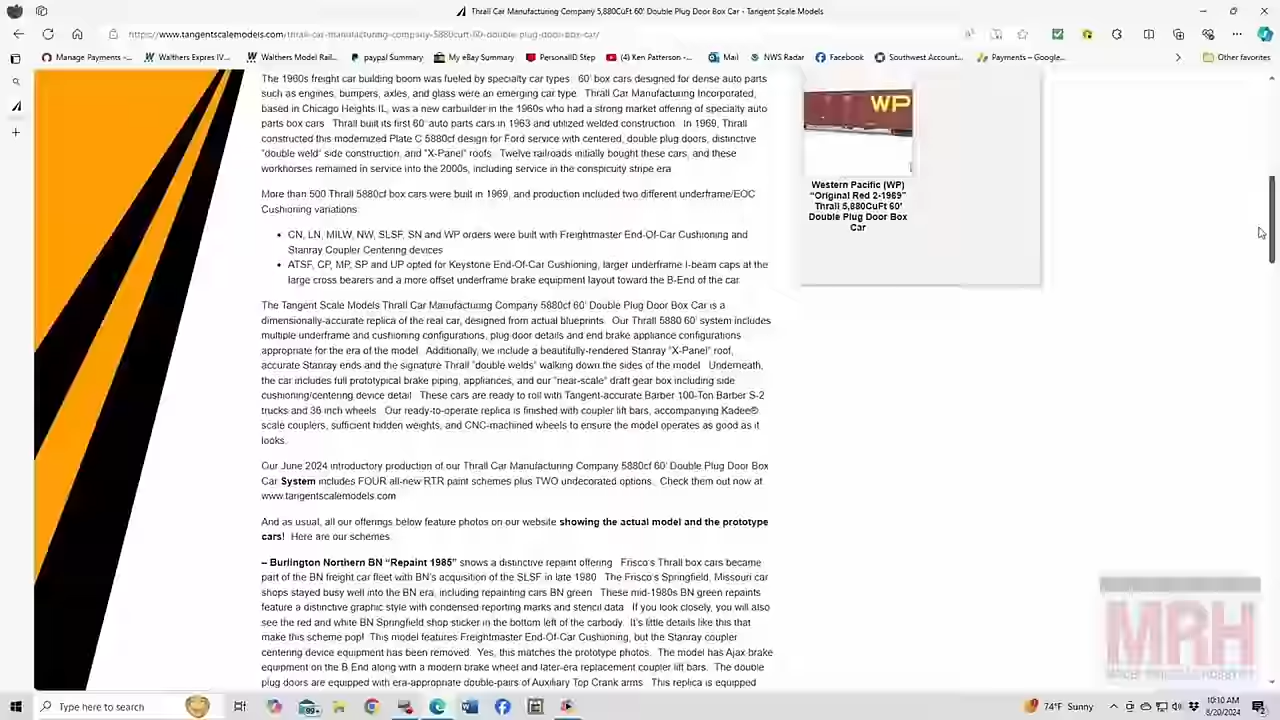 Thrall Car Manufacturing Company 5,880CuFt 60' Double Plug Door Box Car - Tangent Scale Models
https://www.tangentscalemodels.com/thrall-car-manufacturing-company-5880cuft-60-double-plug-door-box-car/
Manage Payments -... Walthers Expres IV... Walthers Model Rail... paypal Summary My eBay Summary PersonalID Step (4) Ken Patterson -... Mail NWS Radar Facebook Southwest Account... Payments – Google... Other favorites
The 1960s freight car building boom was fueled by specialty car types 60' box cars designed for dense auto parts
such as engines, bumpers, axles, and glass were an emerging car type. Thrall Car Manufacturing Incorporated,
based in Chicago Heights IL, was a new carbuilder in the 1960s who had a strong market offering of specialty auto
parts box cars Thrall built its first 60' auto parts cars in 1963 and utilized welded construction In 1969, Thrall
constructed this modernized Plate C 5880cf design for Ford service with centered, double plug doors, distinctive
"double weld" side construction, and "X-Panel" roofs. Twelve railroads initially bought these cars, and these
workhorses remained in service into the 2000s, including service in the conspicuity stripe era
More than 500 Thrall 5880cf box cars were built in 1969, and production included two different underframe/EOC
Cushioning variations
• CN, LN, MILW, NW, SLSF, SN and WP orders were built with Freightmaster End-Of-Car Cushioning and
Stanray Coupler Centering devices
• ATSF, CP, MP, SP and UP opted for Keystone End-Of-Car Cushioning, larger underframe I-beam caps at the
large cross bearers and a more offset underframe brake equipment layout toward the B-End of the car
The Tangent Scale Models Thrall Car Manufacturing Company 5880cf 60' Double Plug Door Box Car is a
dimensionally-accurate replica of the real car, designed from actual blueprints. Our Thrall 5880 60' system includes
multiple underframe and cushioning configurations, plug door details and end brake appliance configurations
appropriate for the era of the model Additionally, we include a beautifully-rendered Stanray "X-Panel" roof,
accurate Stanray ends and the signature Thrall "double welds" walking down the sides of the model Underneath,
the car includes full prototypical brake piping, appliances, and our "near-scale" draft gear box including side
cushioning/centering device detail These cars are ready to roll with Tangent-accurate Barber 100-Ton Barber S-2
trucks and 36 inch wheels Our ready-to-operate replica is finished with coupler lift bars, accompanying Kadee®
scale couplers, sufficient hidden weights, and CNC-machined wheels to ensure the model operates as good as it
looks.
Our June 2024 introductory production of our Thrall Car Manufacturing Company 5880cf 60' Double Plug Door Box
Car System includes FOUR all-new RTR paint schemes plus TWO undecorated options. Check them out now at
www.tangentscalemodels.com
And as usual, all our offerings below feature photos on our website showing the actual model and the prototype
cars! Here are our schemes
– Burlington Northern BN "Repaint 1985" shows a distinctive repaint offering Frisco's Thrall box cars became
part of the BN freight car fleet with BN's acquisition of the SLSF in late 1980 The Frisco's Springfield, Missouri car
shops stayed busy well into the BN era, including repainting cars BN green These mid-1980s BN green repaints
feature a distinctive graphic style with condensed reporting marks and stencil data If you look closely, you will also
see the red and white BN Springfield shop sticker in the bottom left of the carbody. It's little details like this that
make this scheme pop! This model features Freightmaster End-Of-Car Cushioning, but the Stanray coupler
centering device equipment has been removed. Yes, this matches the prototype photos. The model has Ajax brake
equipment on the B End along with a modern brake wheel and later-era replacement coupler lift bars. The double
plug doors are equipped with era-appropriate double-pairs of Auxiliary Top Crank arms This replica is equipped
WP
Western Pacific (WP)
"Original Red 2-1969"
Thrall 5,880CuFt 60'
Double Plug Door Box
Car
MRH
Type here to search
74°F Sunny
10:10 AM
8/20/2024